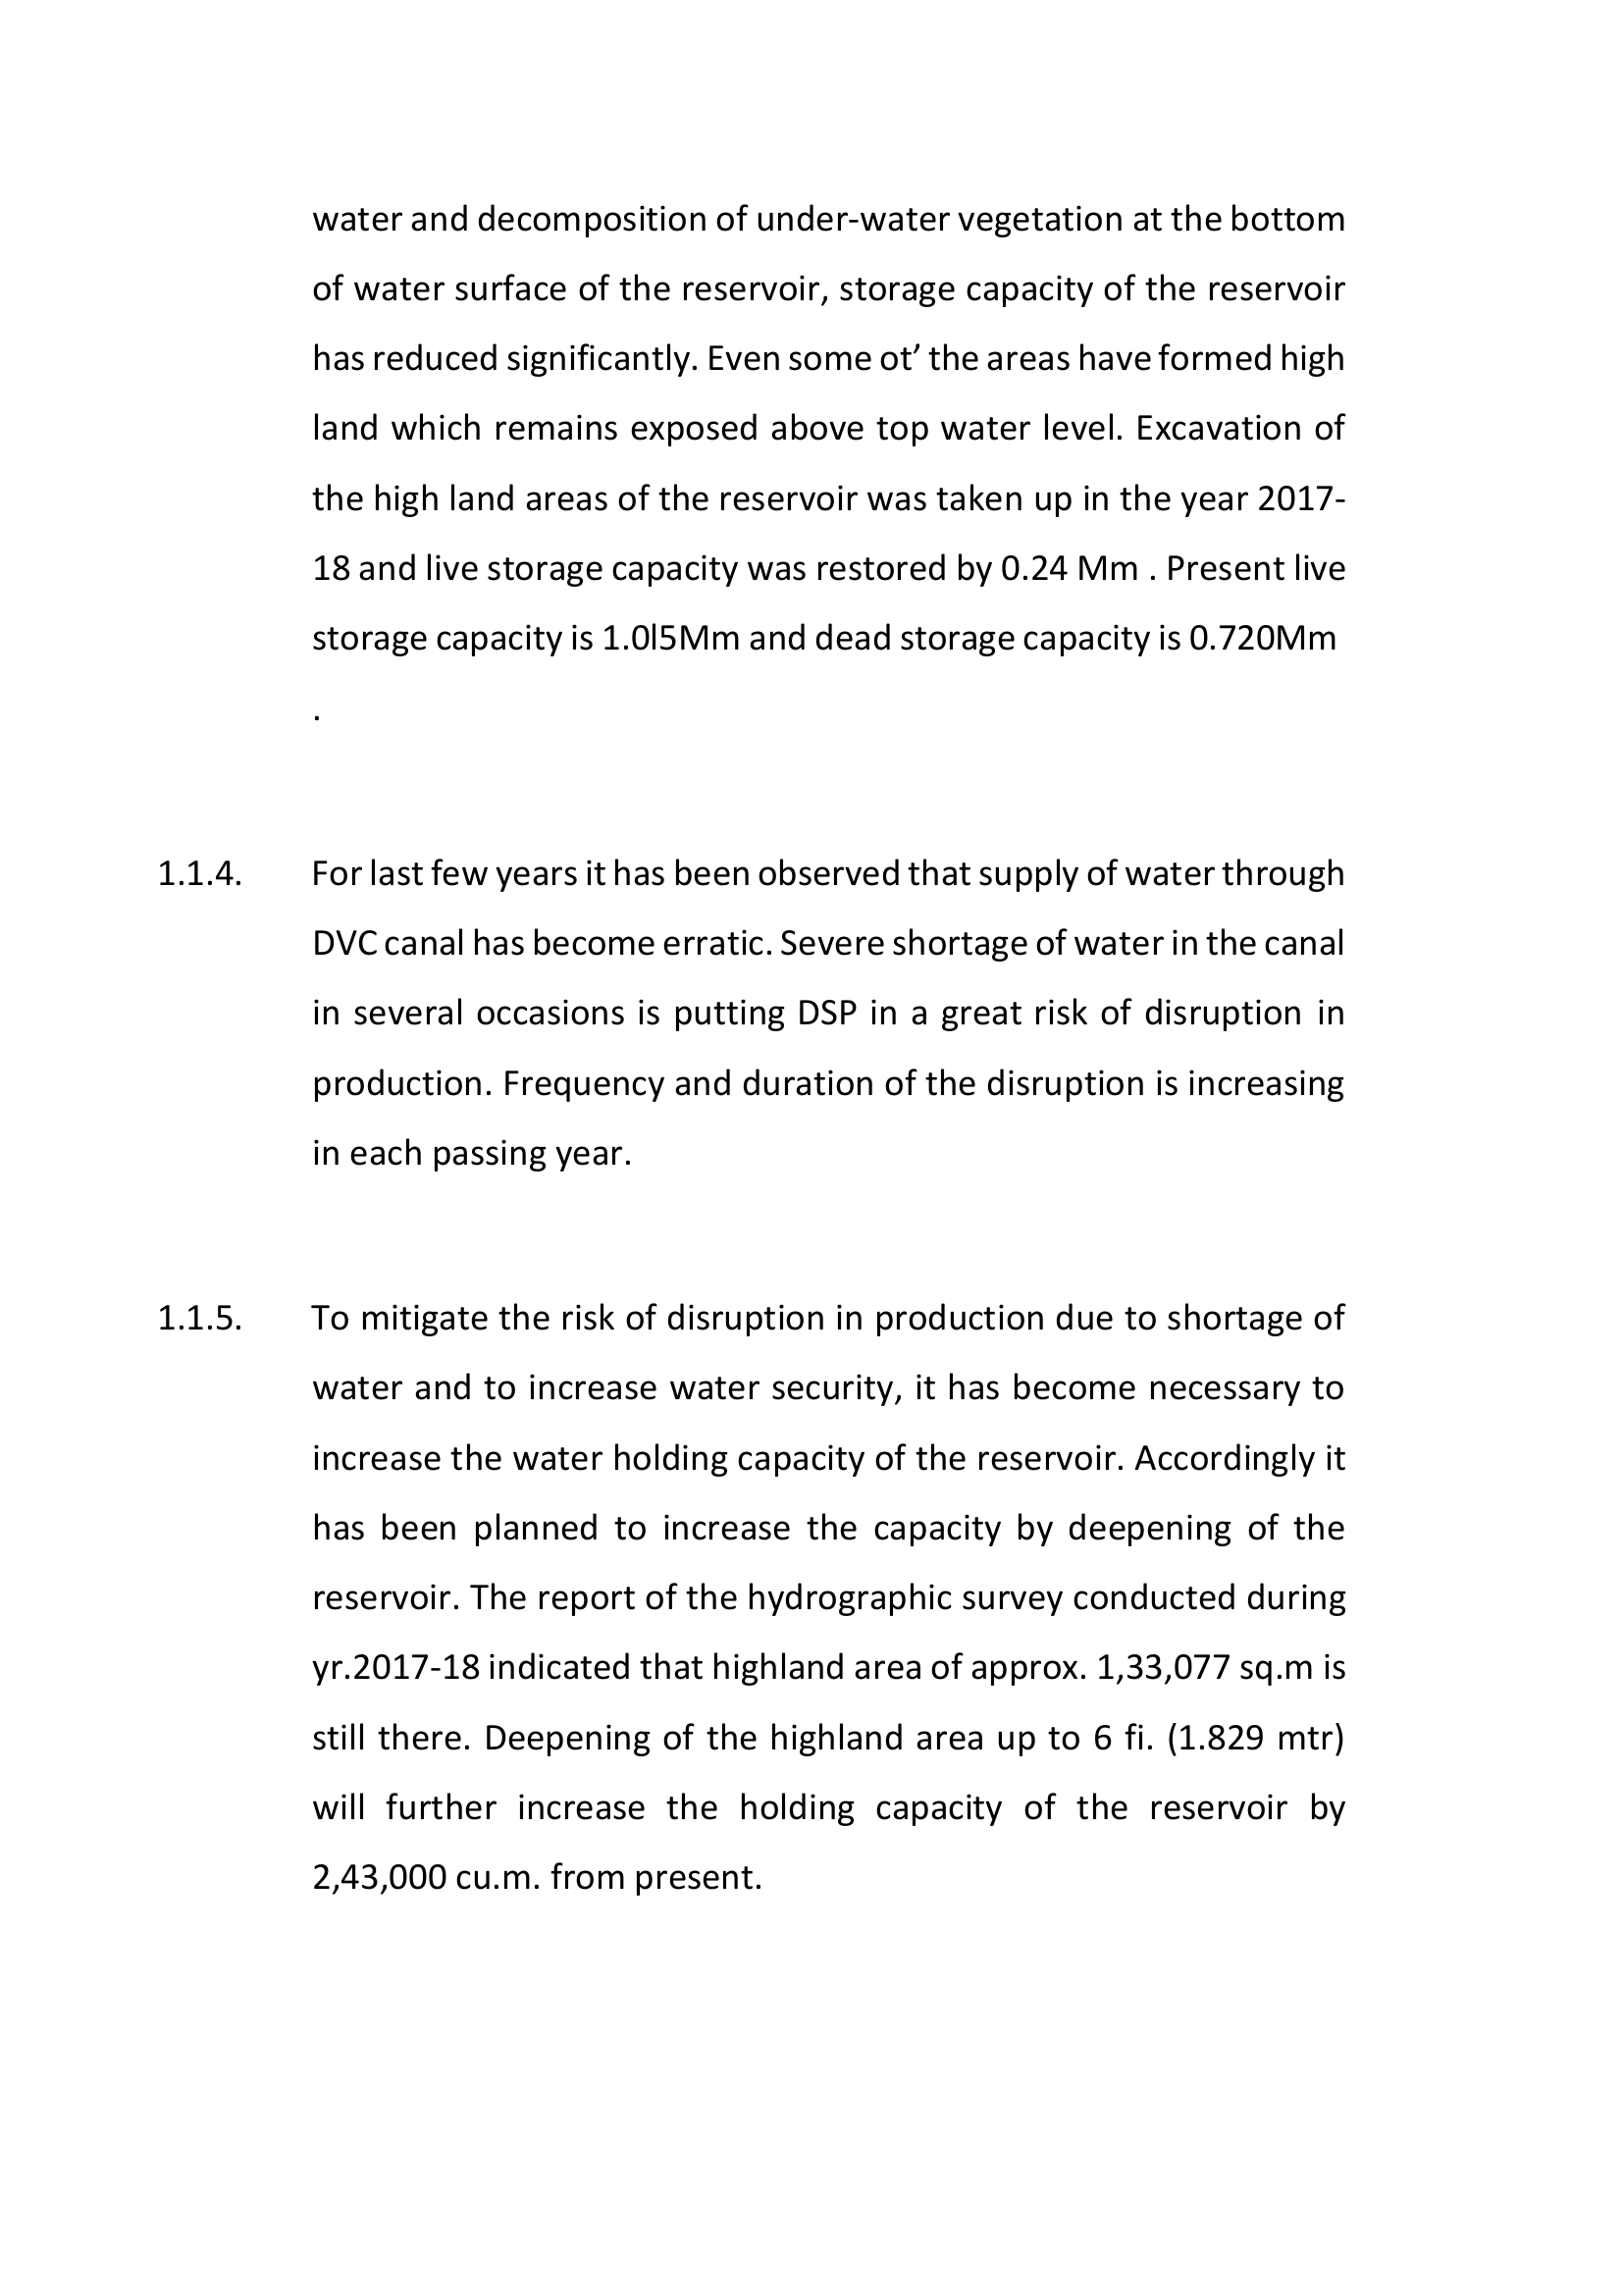 water and decomposition of under-water vegetation at the bottom
of water surface of the reservoir, storage capacity of the reservoir
has reduced significantly. Even some ot’ the areas have formed high
land which remains exposed above top water level. Excavation of
the high land areas of the reservoir was taken up in the year 2017-
18 and live storage capacity was restored by 0.24 Mm . Present live
storage capacity is 1.0l5Mm and dead storage capacity is 0.720Mm
.
1.1.4. For last few years it has been observed that supply of water through
DVC canal has become erratic. Severe shortage of water in the canal
in several occasions is putting DSP in a great risk of disruption in
production. Frequency and duration of the disruption is increasing
in each passing year.
1.1.5. To mitigate the risk of disruption in production due to shortage of
water and to increase water security, it has become necessary to
increase the water holding capacity of the reservoir. Accordingly it
has been planned to increase the capacity by deepening of the
reservoir. The report of the hydrographic survey conducted during
yr.2017-18 indicated that highland area of approx. 1,33,077 sq.m is
still there. Deepening of the highland area up to 6 fi. (1.829 mtr)
will further increase the holding capacity of the reservoir by
2,43,000 cu.m. from present.